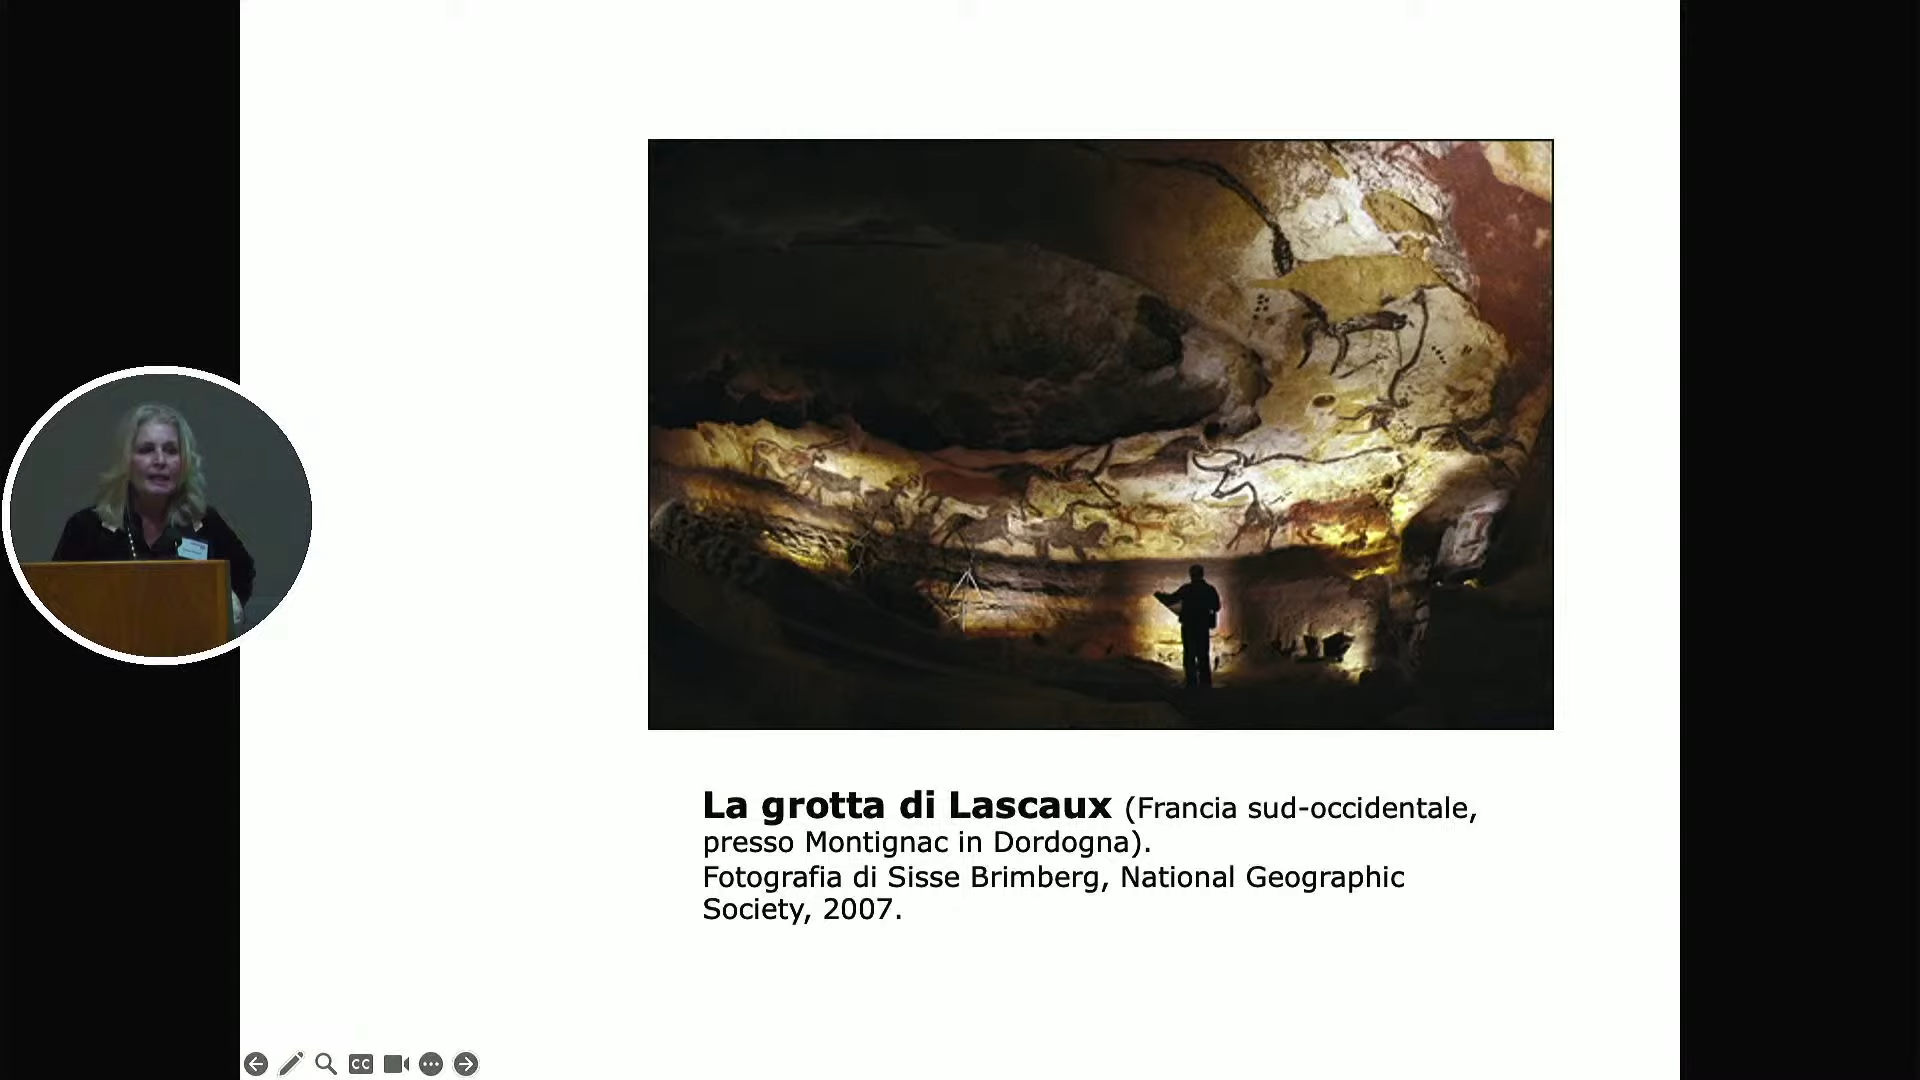 La grotta di Lascaux (Francia sud-occidentale,
presso Montignac in Dordogna).
Fotografia di Sisse Brimberg, National Geographic
Society, 2007.
CC